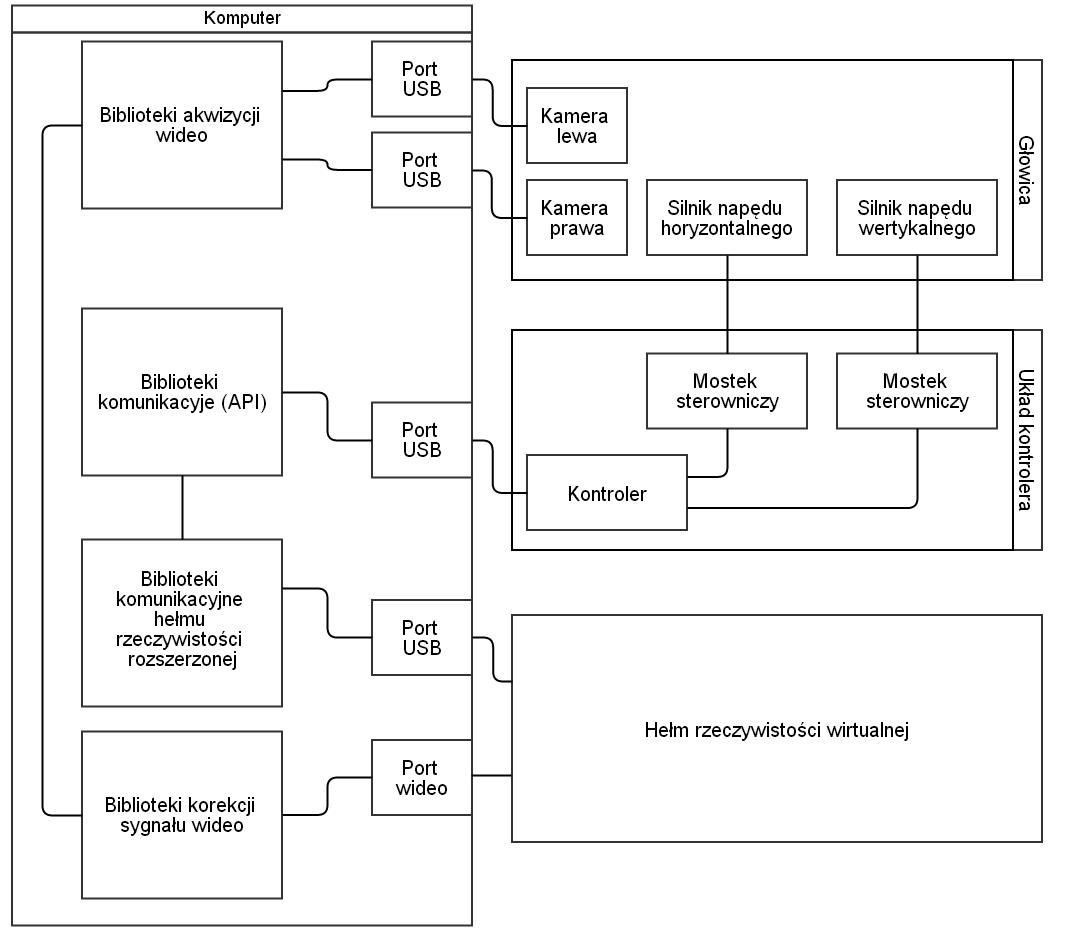 Komputer
Biblioteki akwizycji
wideo
Port
USB
Port
USB
Kamera
lewa
Kamera
prawa
Silnik napędu
horyzontalnego
Silnik napędu
wertykalnego
Głowica
Biblioteki
komunikacyje (API)
Port
USB
Mostek
sterowniczy
Mostek
sterowniczy
Kontroler
Układ kontrolera
Biblioteki
komunikacyjne
hełmu
rzeczywistości
rozszerzonej
Port
USB
Hełm rzeczywistości wirtualnej
Biblioteki korekcji
sygnału wideo
Port
wideo